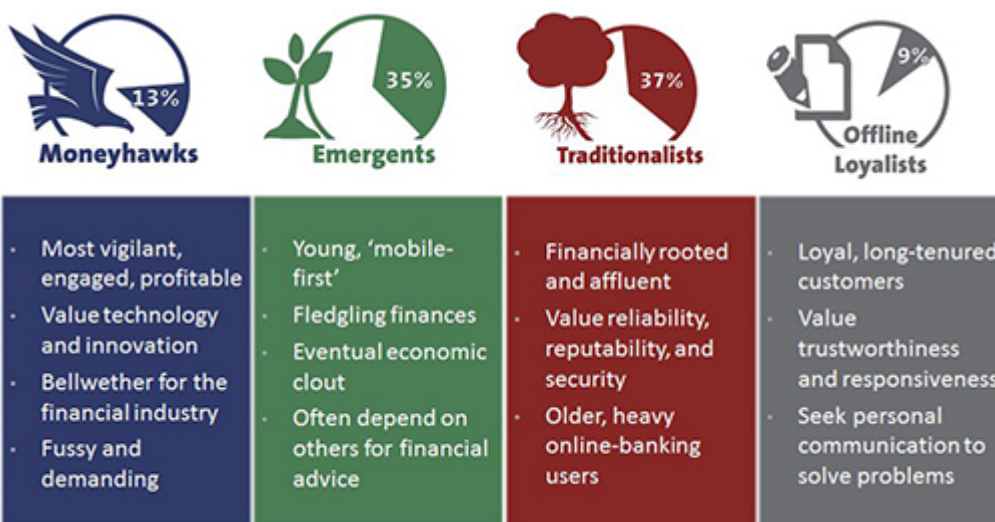 13%
Moneyhawks
35%
Emergents
37%
Traditionalists
9%
Offline
Loyalists
· Most vigilant,
engaged, profitable
· Value technology
and innovation
· Bellwether for the
financial industry
· Fussy and
demanding
· Young, ‘mobile-
first’
· Fledgling finances
· Eventual economic
clout
· Often depend on
others for financial
advice
· Financially rooted
and affluent
· Value reliability,
reputability, and
security
· Older, heavy
online-banking
users
· Loyal, long-tenured
customers
· Value
trustworthiness
and responsiveness
· Seek personal
communication to
solve problems